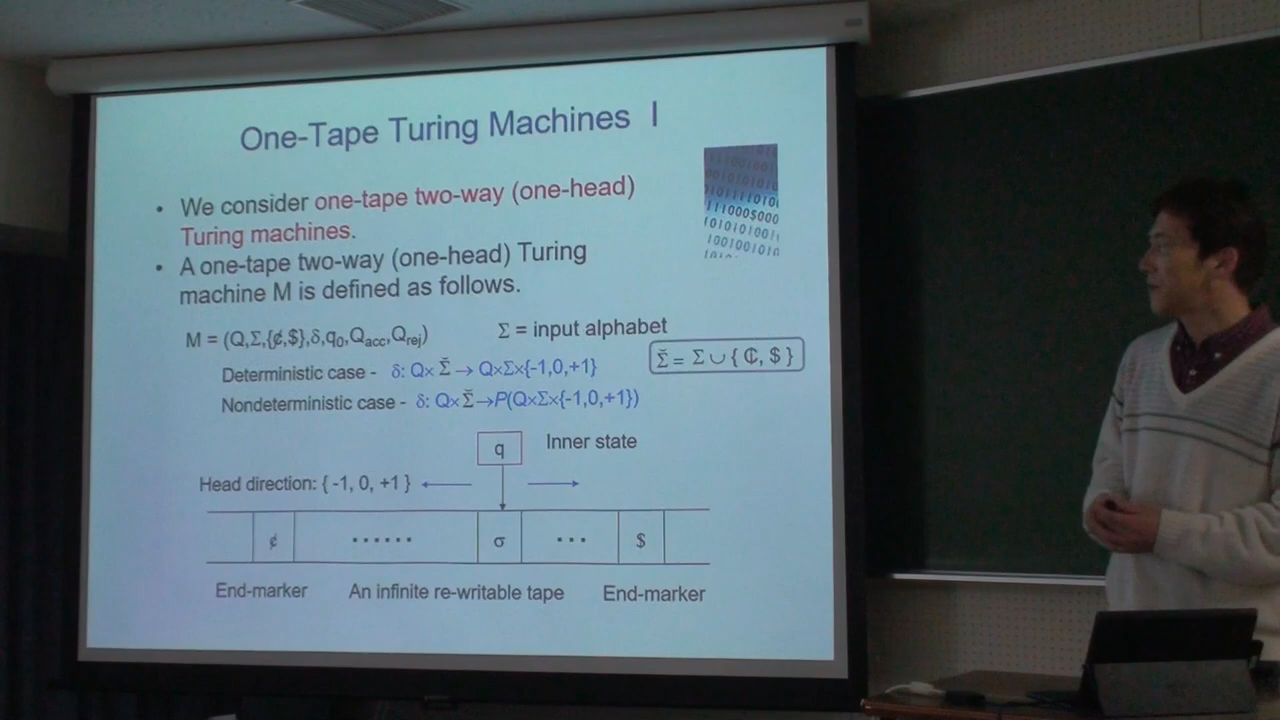 One-Tape Turing Machines I
• We consider one-tape two-way (one-head)
Turing machines.
• A one-tape two-way (one-head) Turing
machine M is defined as follows.
M = (Q,Σ,{¢,$},δ,q₀,Qacc,Qrej)
Σ = input alphabet
Σ̆ = Σ ∪ { ₵, $ }
Deterministic case - δ: Q× Σ̆ → Q×Σ×{-1,0,+1}
Nondeterministic case - δ: Q×Σ̆→P(Q×Σ×{-1,0,+1})
q
Inner state
Head direction: { -1, 0, +1 }
¢ ······ σ ··· $
End-marker An infinite re-writable tape End-marker
111000$000